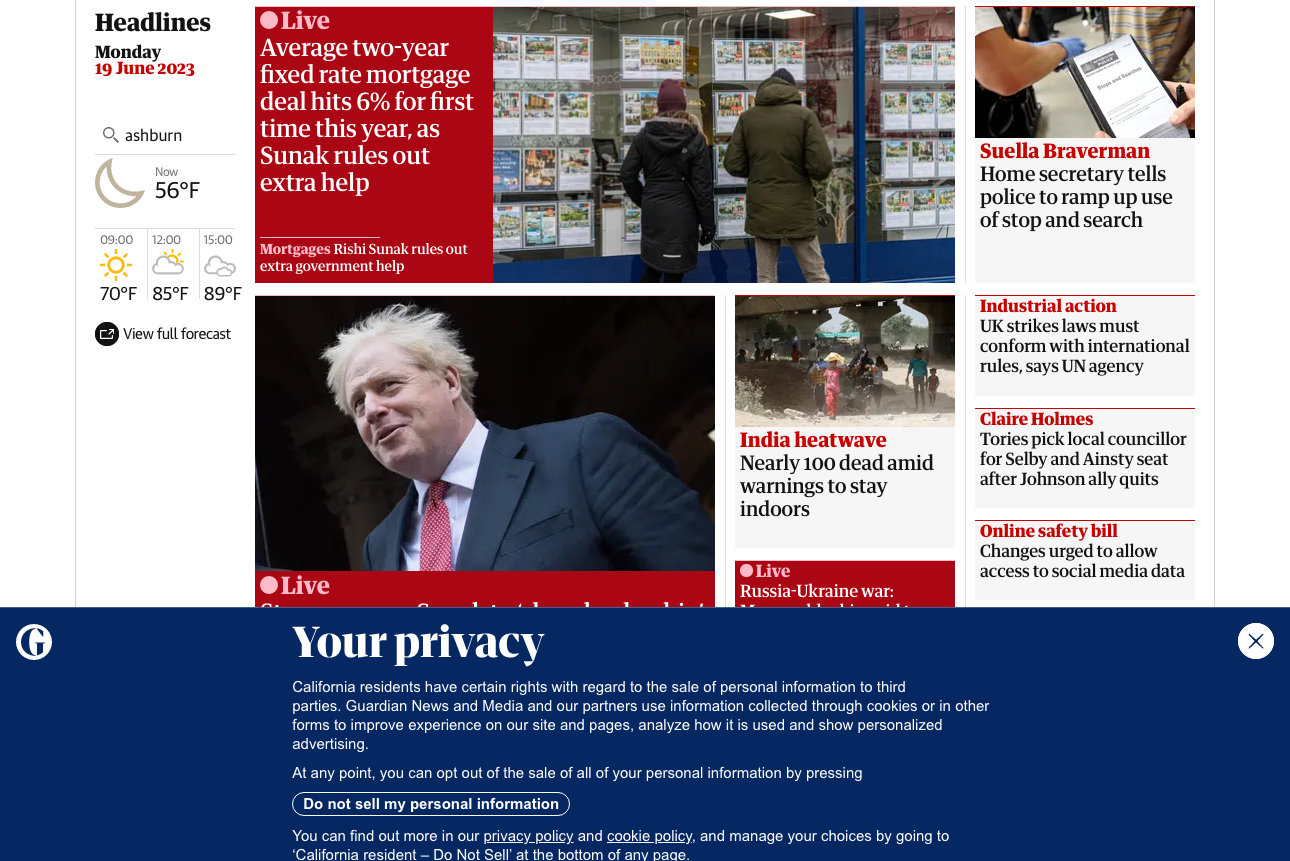 Headlines
Monday
19 June 2023
ashburn
Now
56°F
09:00
12:00
15:00
70°F
85°F
89°F
View full forecast
Live
Average two-year
fixed rate mortgage
deal hits 6% for first
time this year, as
Sunak rules out
extra help
Mortgages Rishi Sunak rules out
extra government help
Stops and Searches
Suella Braverman
Home secretary tells
police to ramp up use
of stop and search
Live
India heatwave
Nearly 100 dead amid
warnings to stay
indoors
Live
Russia-Ukraine war:
Industrial action
UK strikes laws must
conform with international
rules, says UN agency
Claire Holmes
Tories pick local councillor
for Selby and Ainsty seat
after Johnson ally quits
Online safety bill
Changes urged to allow
access to social media data
Your privacy
California residents have certain rights with regard to the sale of personal information to third
parties. Guardian News and Media and our partners use information collected through cookies or in other
forms to improve experience on our site and pages, analyze how it is used and show personalized
advertising.
At any point, you can opt out of the sale of all of your personal information by pressing
Do not sell my personal information
You can find out more in our privacy policy and cookie policy, and manage your choices by going to
‘California resident – Do Not Sell’ at the bottom of any page.